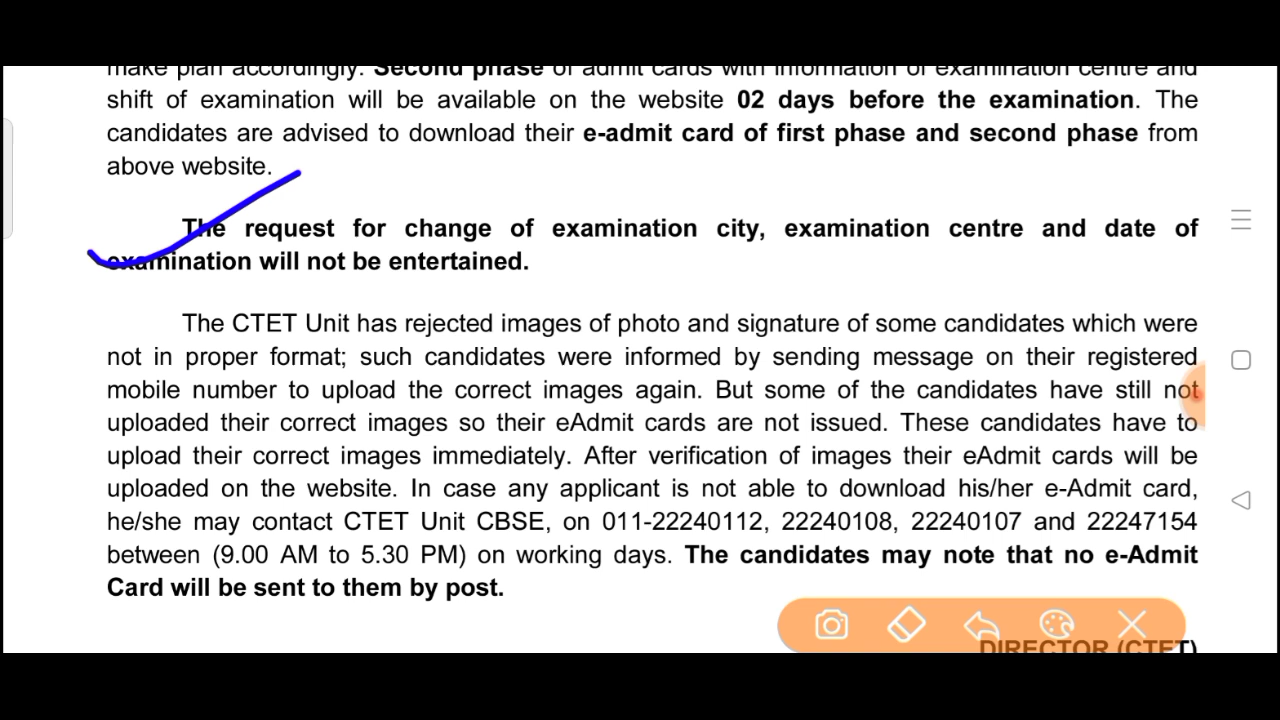 make plan accordingly. Second phase of admit cards with information of examination centre and
shift of examination will be available on the website 02 days before the examination. The
candidates are advised to download their e-admit card of first phase and second phase from
above website.
The request for change of examination city, examination centre and date of
examination will not be entertained.
The CTET Unit has rejected images of photo and signature of some candidates which were
not in proper format; such candidates were informed by sending message on their registered
mobile number to upload the correct images again. But some of the candidates have still not
uploaded their correct images so their eAdmit cards are not issued. These candidates have to
upload their correct images immediately. After verification of images their eAdmit cards will be
uploaded on the website. In case any applicant is not able to download his/her e-Admit card,
he/she may contact CTET Unit CBSE, on 011-22240112, 22240108, 22240107 and 22247154
between (9.00 AM to 5.30 PM) on working days. The candidates may note that no e-Admit
Card will be sent to them by post.
DIRECTOR (CTET)